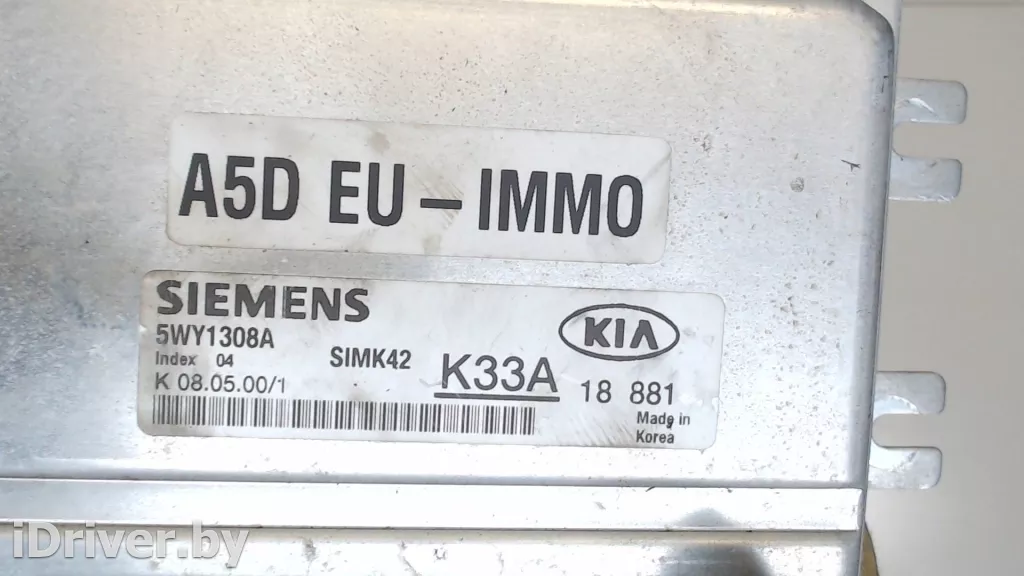 A5D EU – IMMO
SIEMENS
5WY1308A
Index 04
SIMK42
K33A
KIA
K 08.05.00/1
18 881
Made in
Korea
iDriver.by